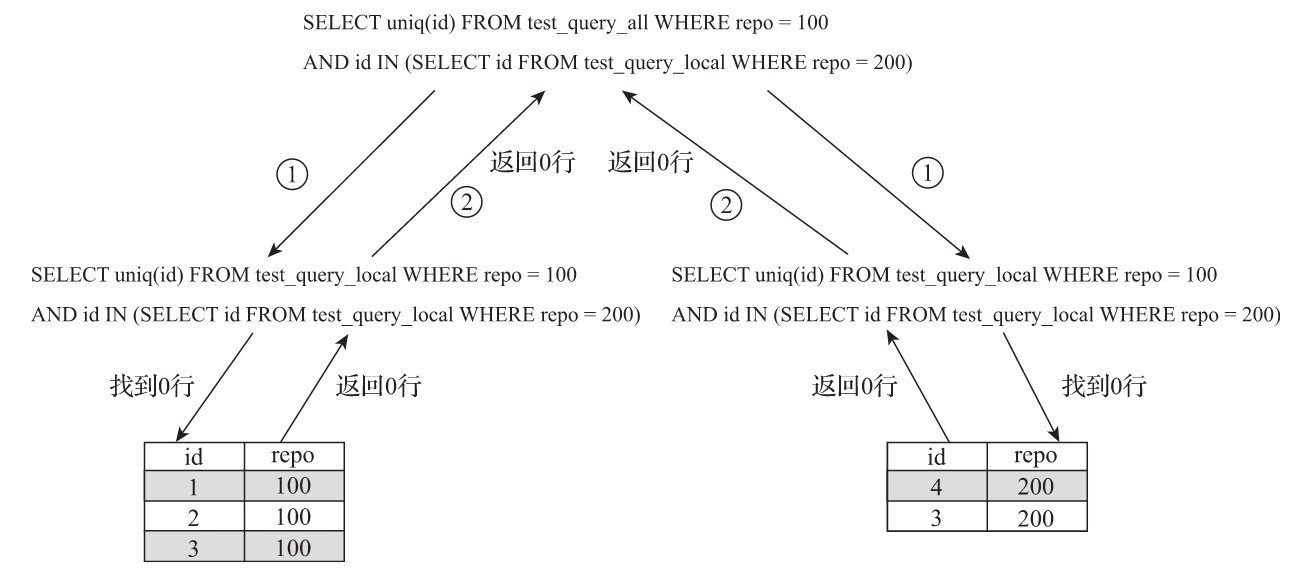 SELECT uniq(id) FROM test_query_all WHERE repo = 100
AND id IN (SELECT id FROM test_query_local WHERE repo = 200)
①
返回0行
②
返回0行
②
①
SELECT uniq(id) FROM test_query_local WHERE repo = 100
AND id IN (SELECT id FROM test_query_local WHERE repo = 200)
SELECT uniq(id) FROM test_query_local WHERE repo = 100
AND id IN (SELECT id FROM test_query_local WHERE repo = 200)
找到0行
返回0行
返回0行
找到0行
id repo
1 100
2 100
3 100
id repo
4 200
3 200